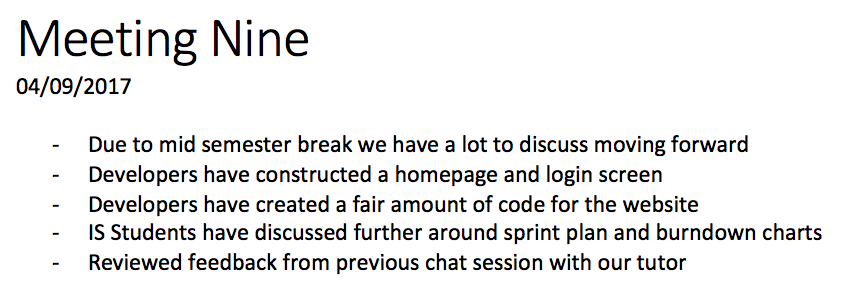 Meeting Nine
04/09/2017
- Due to mid semester break we have a lot to discuss moving forward
- Developers have constructed a homepage and login screen
- Developers have created a fair amount of code for the website
- IS Students have discussed further around sprint plan and burndown charts
- Reviewed feedback from previous chat session with our tutor